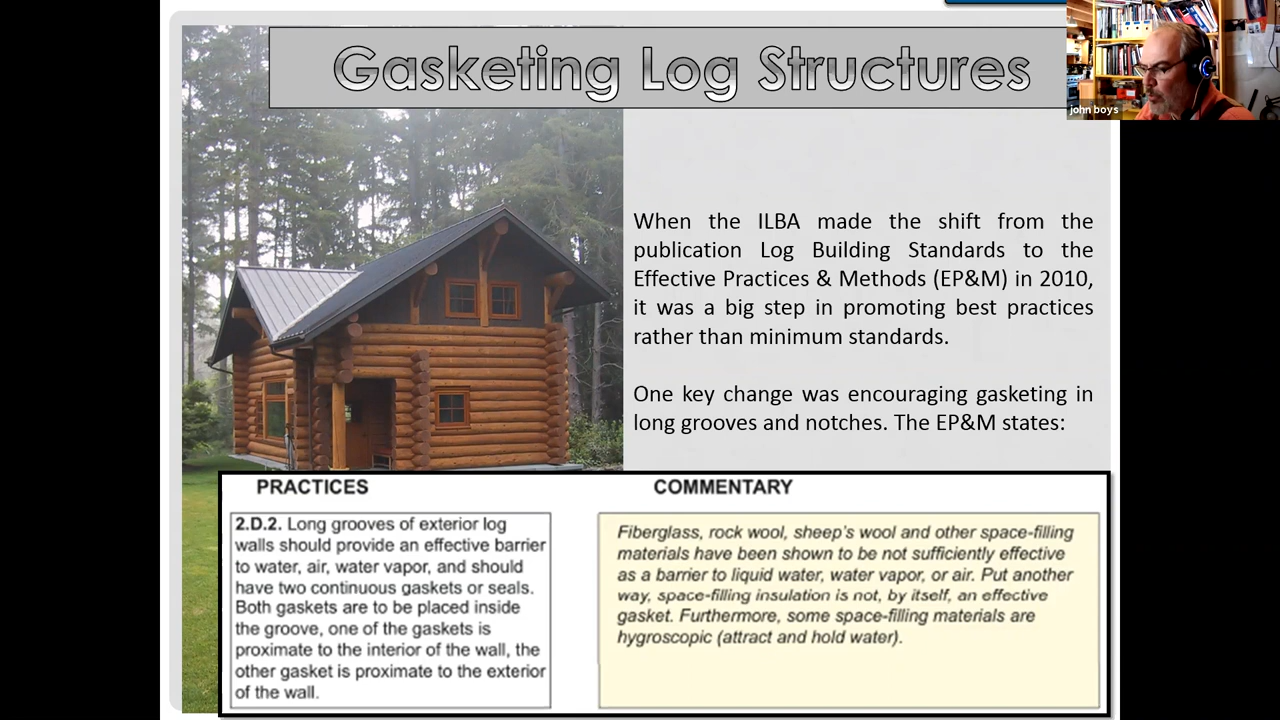 Gasketing Log Structures
john boys
When the ILBA made the shift from the
publication Log Building Standards to the
Effective Practices & Methods (EP&M) in 2010,
it was a big step in promoting best practices
rather than minimum standards.
One key change was encouraging gasketing in
long grooves and notches. The EP&M states:
PRACTICES
2.D.2. Long grooves of exterior log
walls should provide an effective barrier
to water, air, water vapor, and should
have two continuous gaskets or seals.
Both gaskets are to be placed inside
the groove, one of the gaskets is
proximate to the interior of the wall, the
other gasket is proximate to the exterior
of the wall.
COMMENTARY
Fiberglass, rock wool, sheep's wool and other space-filling
materials have been shown to be not sufficiently effective
as a barrier to liquid water, water vapor, or air. Put another
way, space-filling insulation is not, by itself, an effective
gasket. Furthermore, some space-filling materials are
hygroscopic (attract and hold water).